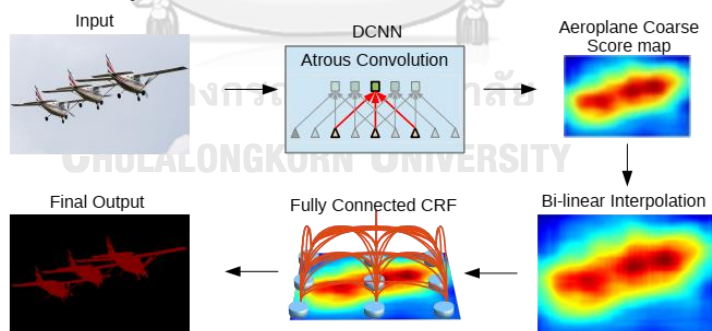 Input
DCNN
Aeroplane Coarse
Score map
Atrous Convolution
CHULALONGKORN UNIVERSITY
Final Output
Fully Connected CRF
Bi-linear Interpolation